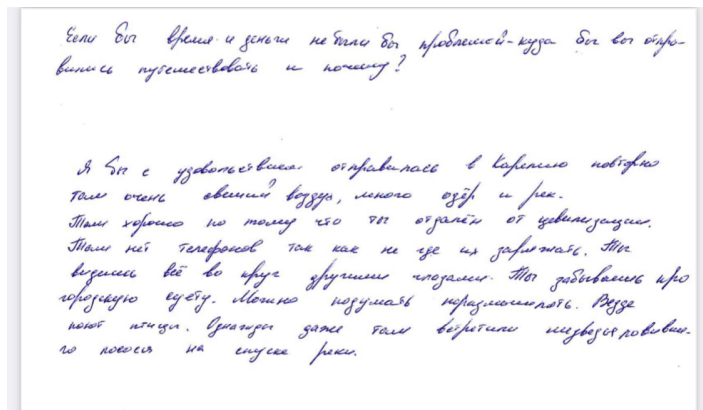 Если бы время и деньги не были бы проблемой - куда бы вы отпра-
вились путешествовать и почему?
Я бы с удовольствием отправилась в Карелию повторно
там очень свежий воздух, много озёр и рек.
Там хорошо по тому что ты отдалён от цевилизации.
Там нет телефонов так как не где их заряжать. Ты
видишь всё во круг другими глазами. Ты забываешь про
городскую суету. Можно подумать поразмышлять. Везде
поют птицы. Однажды даже там встретили медведя ловивше-
го лосося на спуске реки.